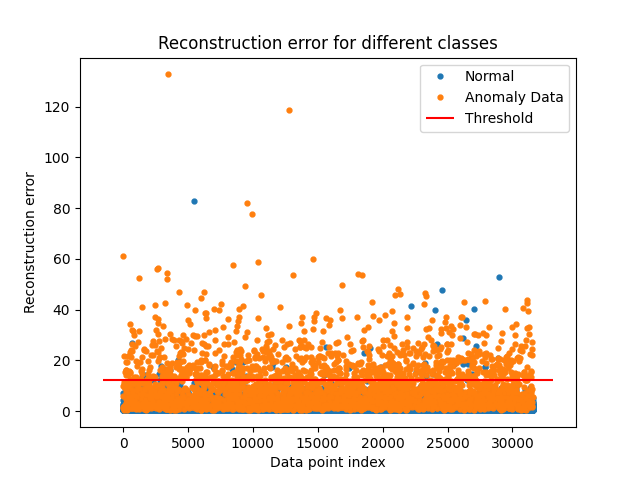 Reconstruction error for different classes
Normal
Anomaly Data
Threshold
Reconstruction error
120
100
80
60
40
20
0
0 5000 10000 15000 20000 25000 30000
Data point index